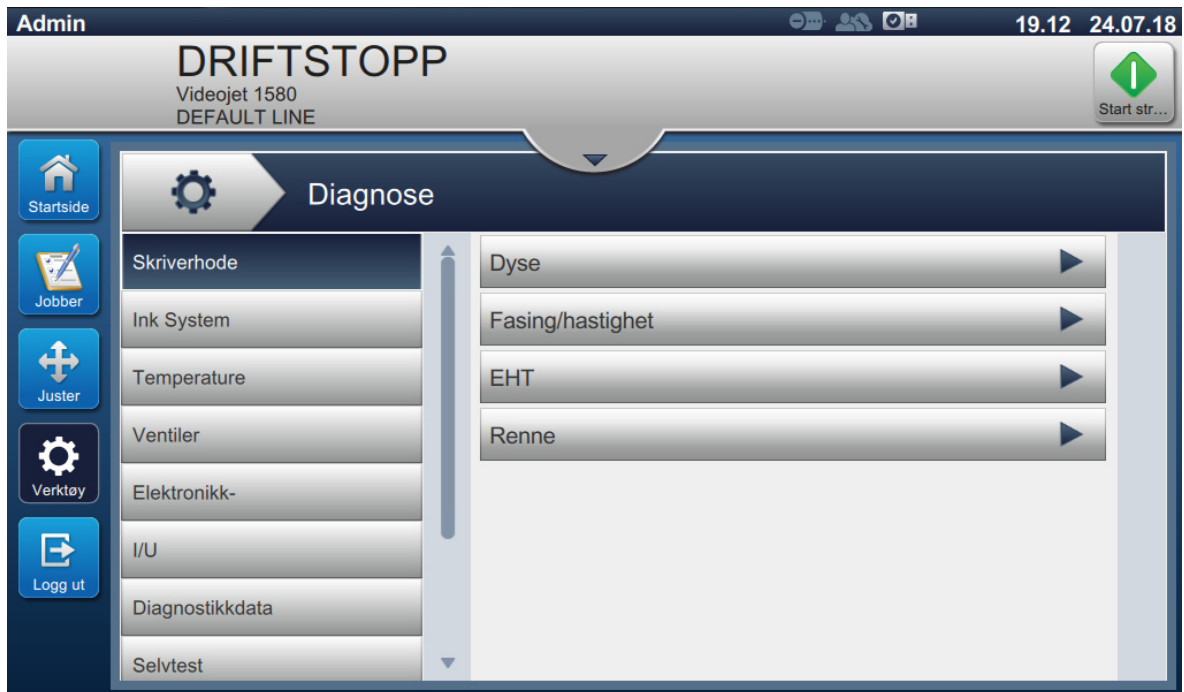 Admin
19.12 24.07.18
DRIFTSTOPP
Videojet 1580
DEFAULT LINE
Start str...
Startside
Jobber
Juster
Verktøy
Logg ut
Diagnose
Skriverhode
Ink System
Temperature
Ventiler
Elektronikk-
I/U
Diagnostikkdata
Selvtest
Dyse
Fasing/hastighet
EHT
Renne